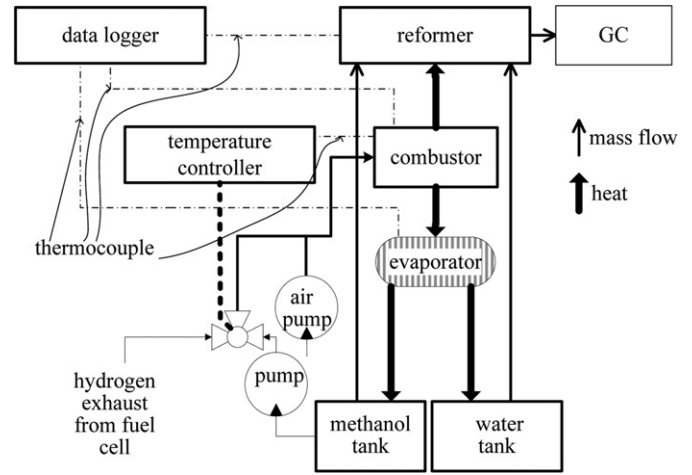 data logger
reformer
GC
temperature
controller
combustor
mass flow
heat
thermocouple
evaporator
air
pump
pump
hydrogen
exhaust
from fuel
cell
methanol
tank
water
tank